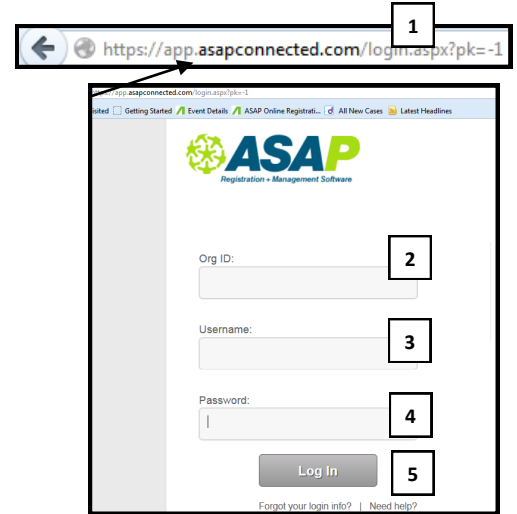 1
https://app.asapconnected.com/login.aspx?pk=-1
https://app.asapconnected.com/login.aspx?pk=-1
isited Getting Started Event Details ASAP Online Registrati... All New Cases Latest Headlines
ASAP
Registration + Management Software
Org ID:
2
Username:
3
Password:
4
Log In
5
Forgot your login info? | Need help?